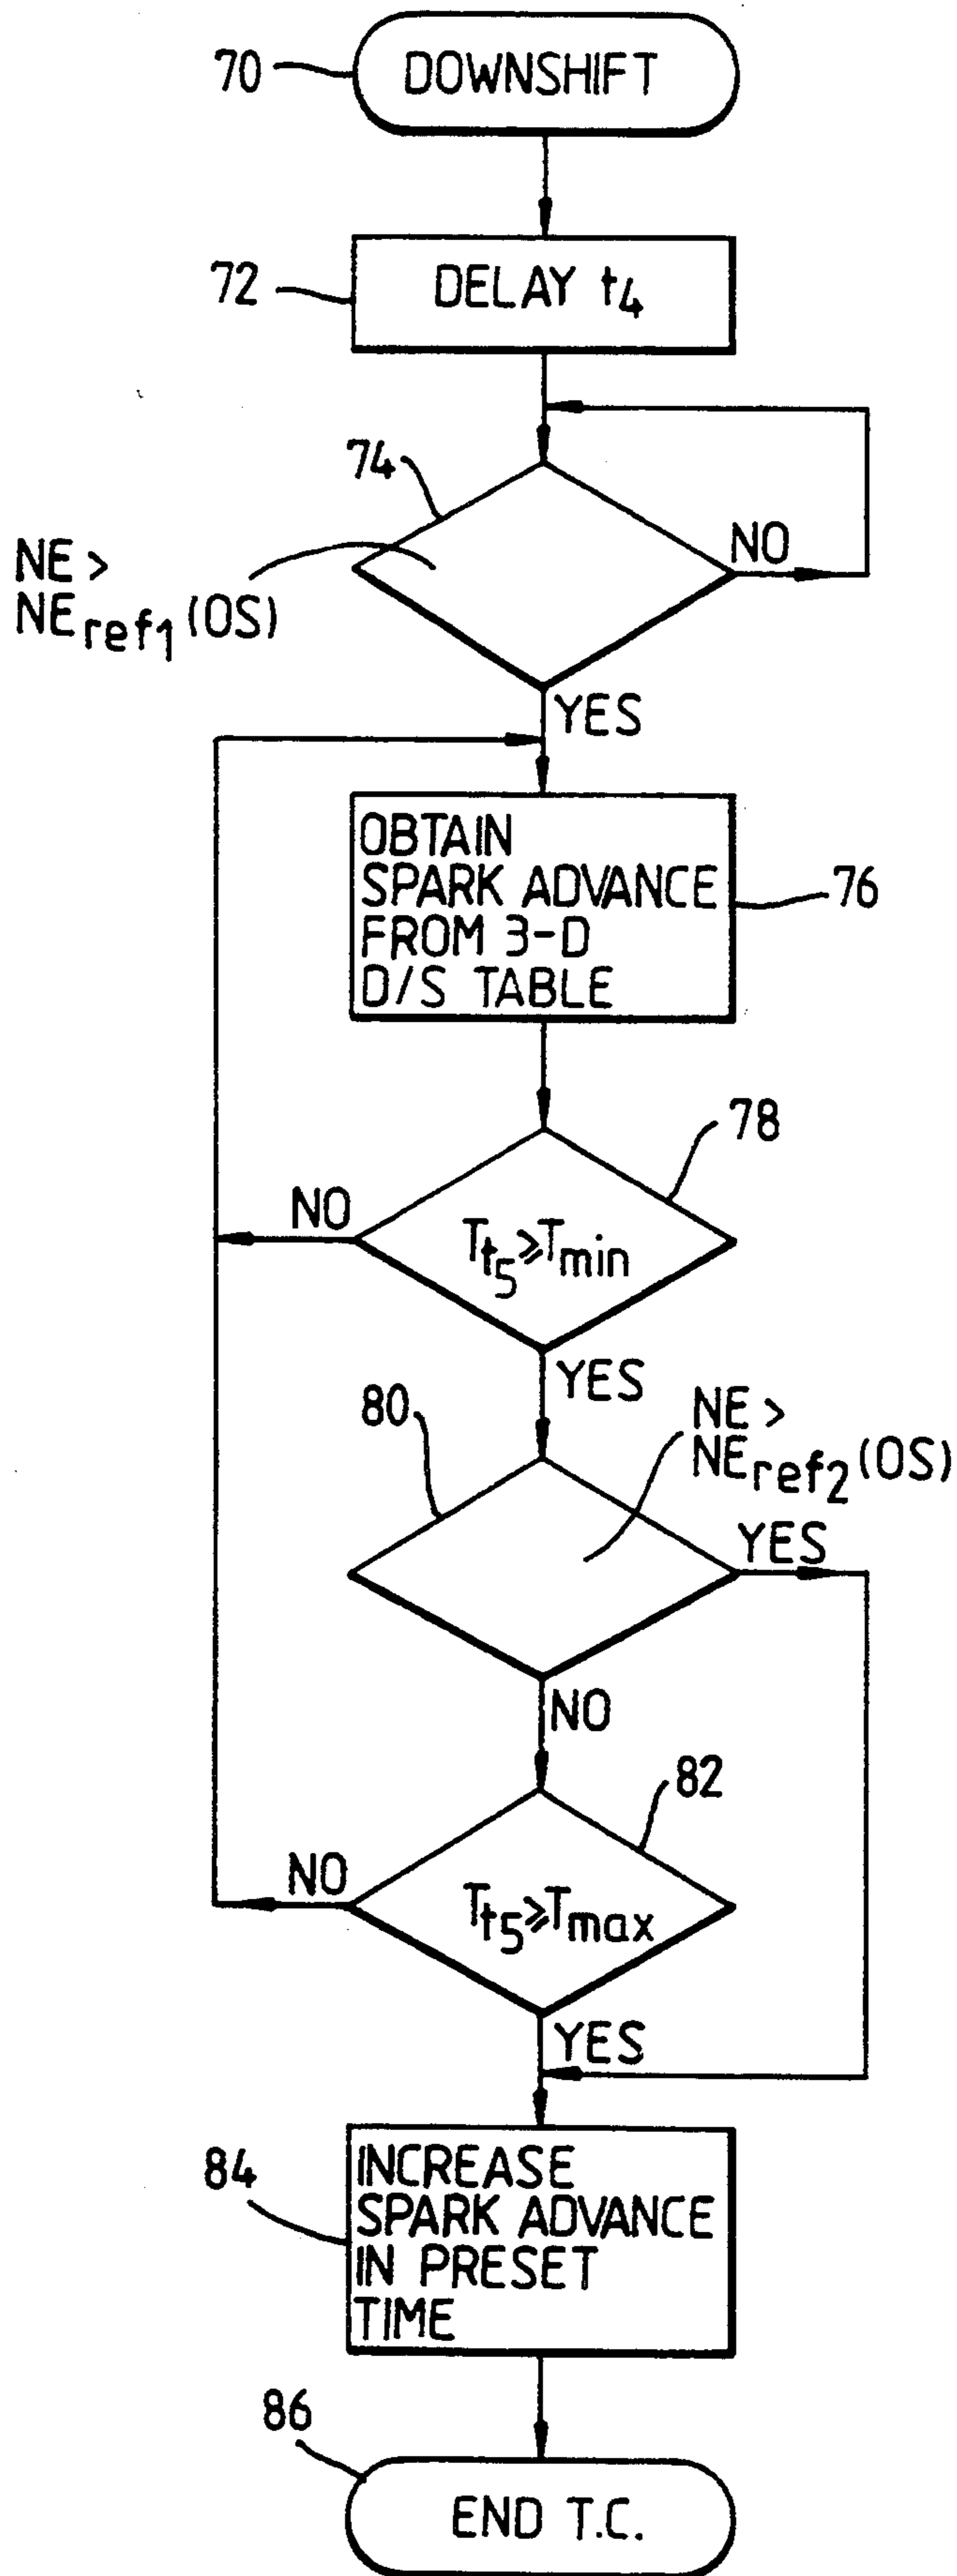 70
DOWNSHIFT
72
DELAY t4
74
NE >
NEref1 (OS)
NO
YES
OBTAIN
SPARK ADVANCE
FROM 3-D
D/S TABLE
76
78
NO
Tt5⩾Tmin
YES
80
NE >
NEref2 (OS)
YES
NO
82
NO
Tt5⩾Tmax
YES
84
INCREASE
SPARK ADVANCE
IN PRESET
TIME
86
END T.C.